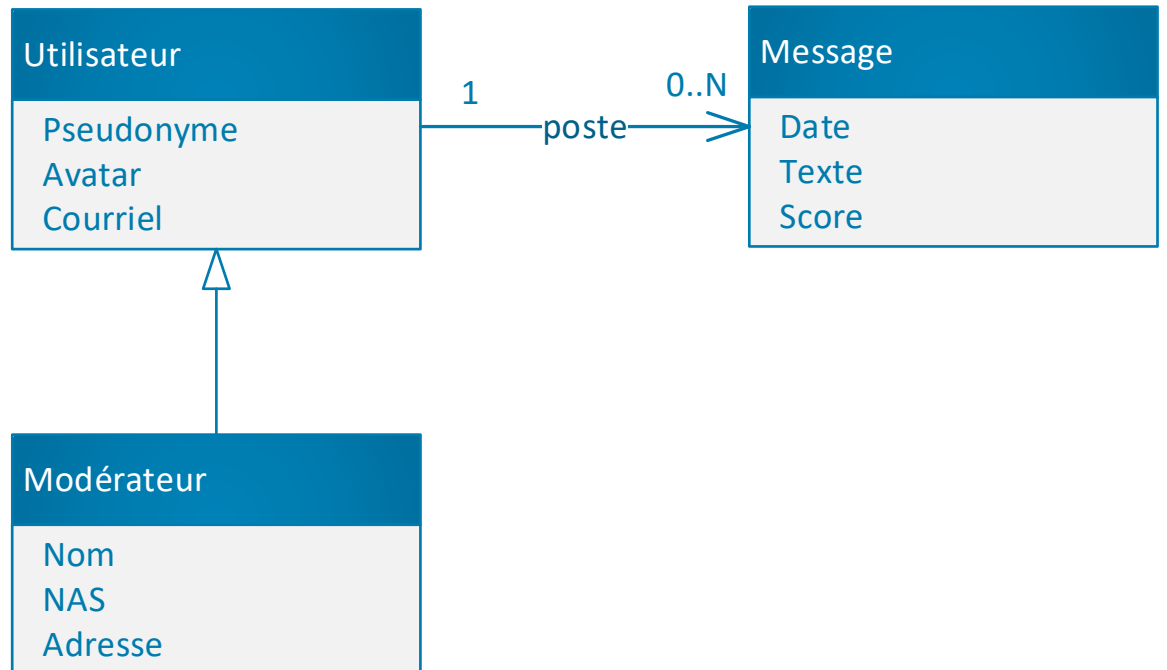 Utilisateur
Pseudonyme
Avatar
Courriel
1
poste
0..N
Message
Date
Texte
Score
Modérateur
Nom
NAS
Adresse